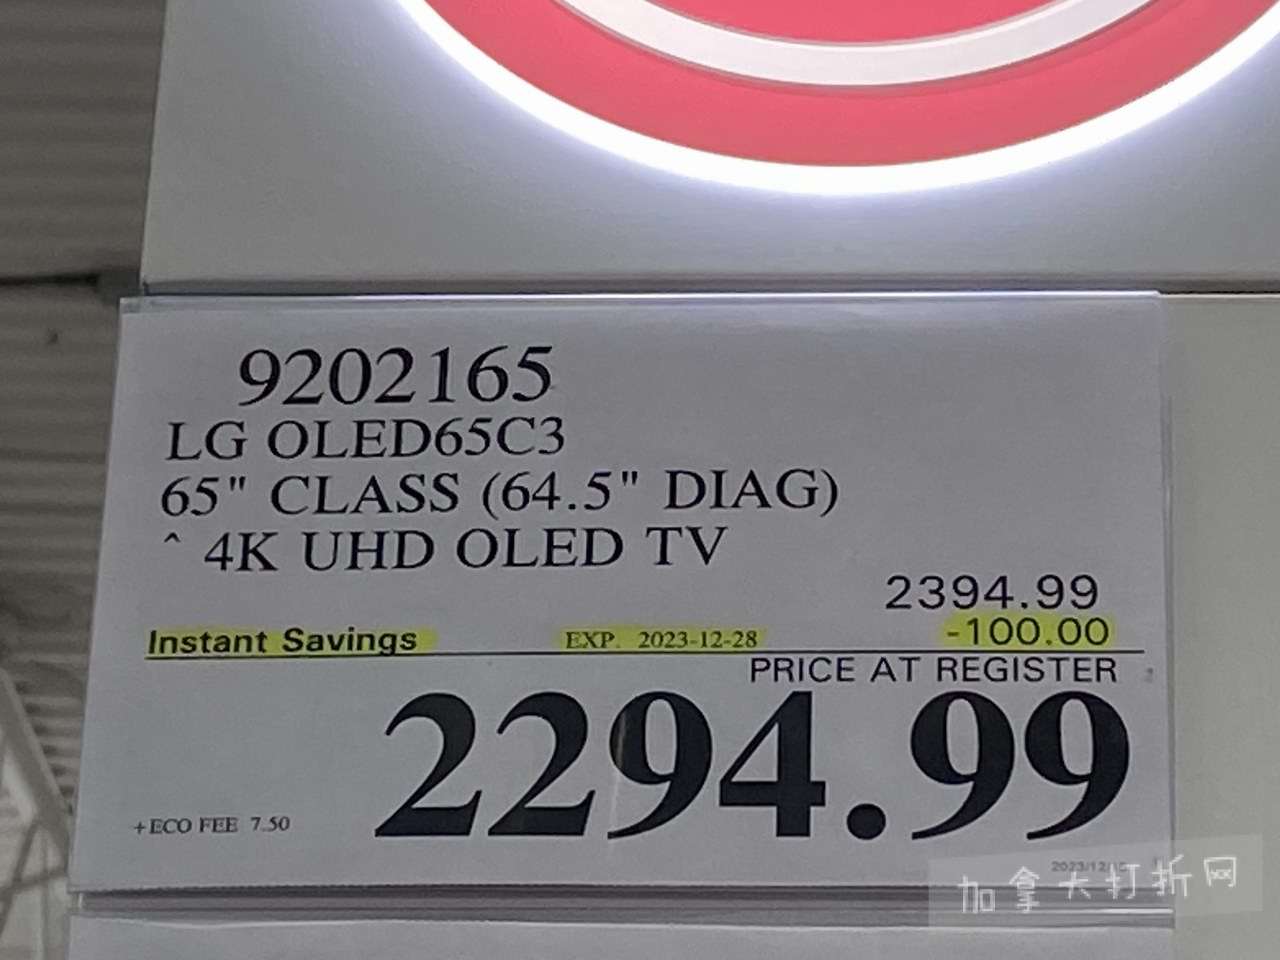 9202165
LG OLED65C3
65" CLASS (64.5" DIAG)
^ 4K UHD OLED TV
2394.99
Instant Savings EXP. 2023-12-28 -100.00
PRICE AT REGISTER
2294.99
+ECO FEE 7.50
加拿大打折网